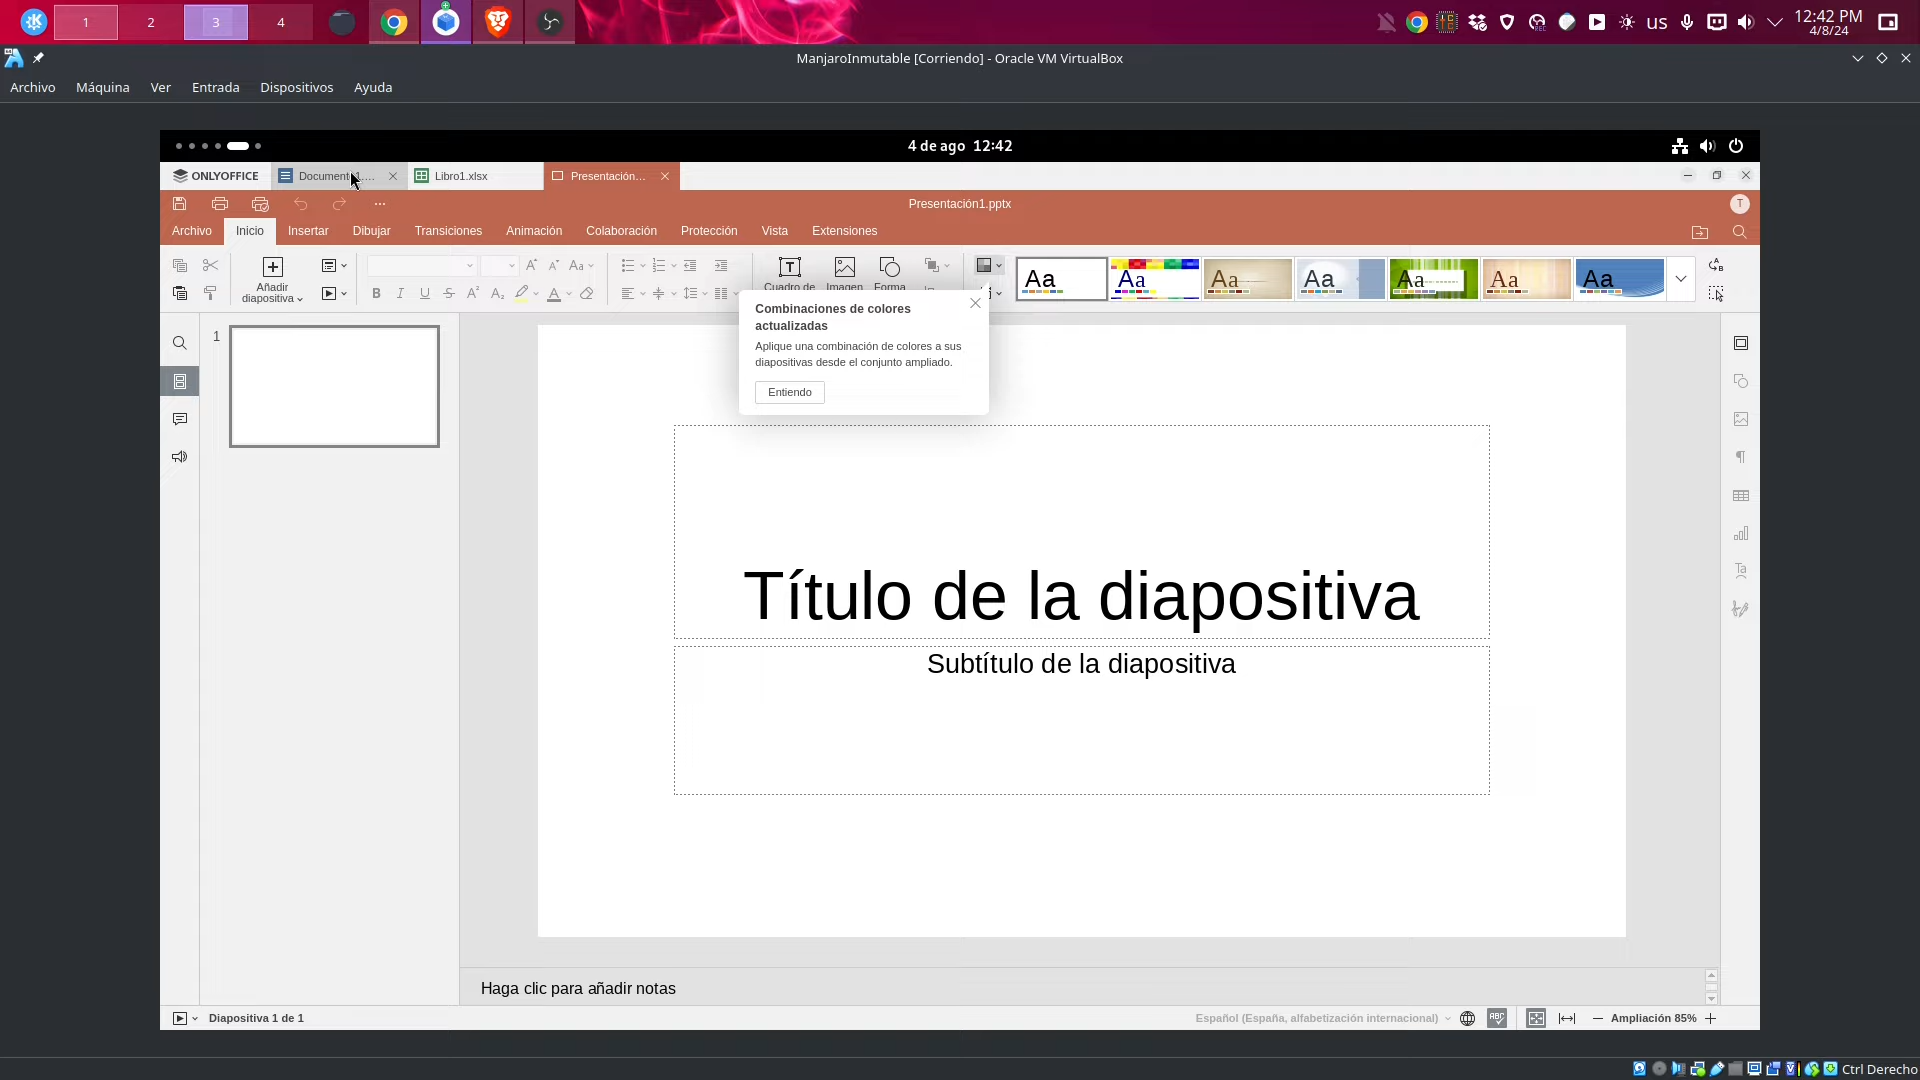 1
2
3
4
us
12:42 PM
4/8/24
ManjaroInmutable [Corriendo] - Oracle VM VirtualBox
Archivo Máquina Ver Entrada Dispositivos Ayuda
4 de ago 12:42
ONLYOFFICE
Libro1.xlsx
Presentación...
Presentación1.pptx
T
Archivo Inicio Insertar Dibujar Transiciones Animación Colaboración Protección Vista Extensiones
Añadir
diapositiva
Cuadro de
Imagen
Forma
Aa
Aa
Aa
Aa
Aa
Aa
Aa
Combinaciones de colores
actualizadas
Aplique una combinación de colores a sus
diapositivas desde el conjunto ampliado.
Entiendo
1
Título de la diapositiva
Subtítulo de la diapositiva
Haga clic para añadir notas
Diapositiva 1 de 1
Español (España, alfabetización internacional)
Ampliación 85%
Ctrl Derecho